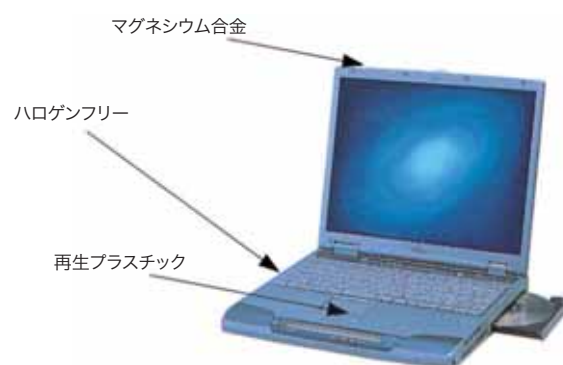 マグネシウム合金
ハロゲンフリー
再生プラスチック